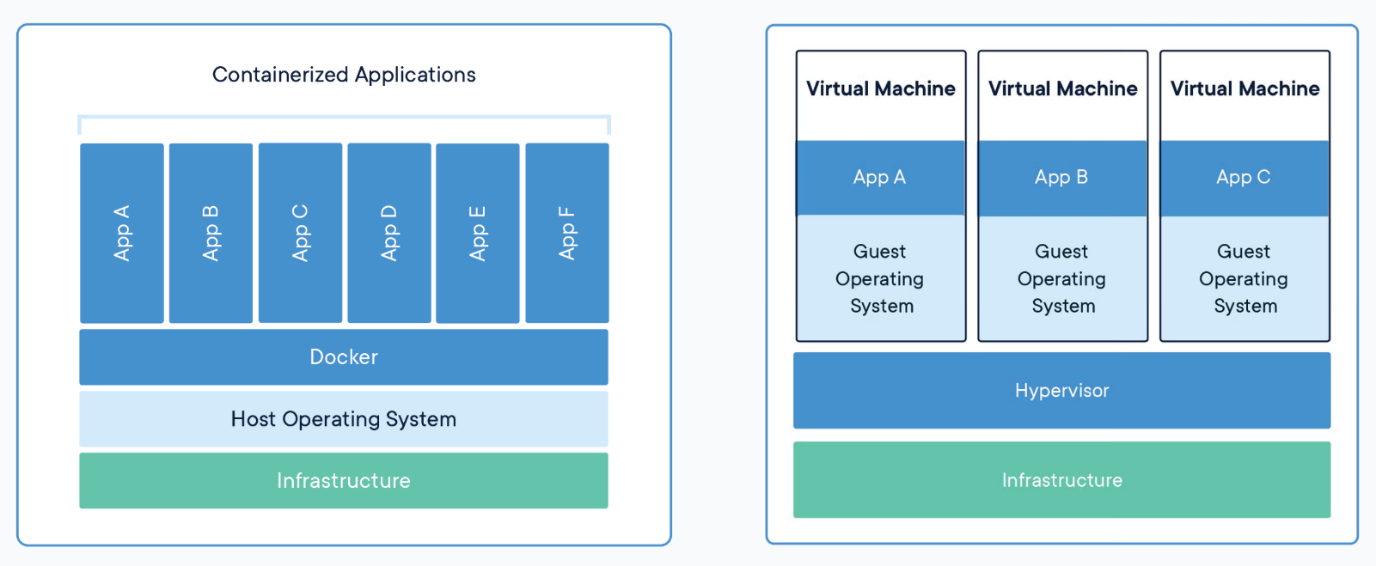 Containerized Applications
App A
App B
App C
App D
App E
App F
Docker
Host Operating System
Infrastructure
Virtual Machine
App A
Guest
Operating
System
Virtual Machine
App B
Guest
Operating
System
Virtual Machine
App C
Guest
Operating
System
Hypervisor
Infrastructure